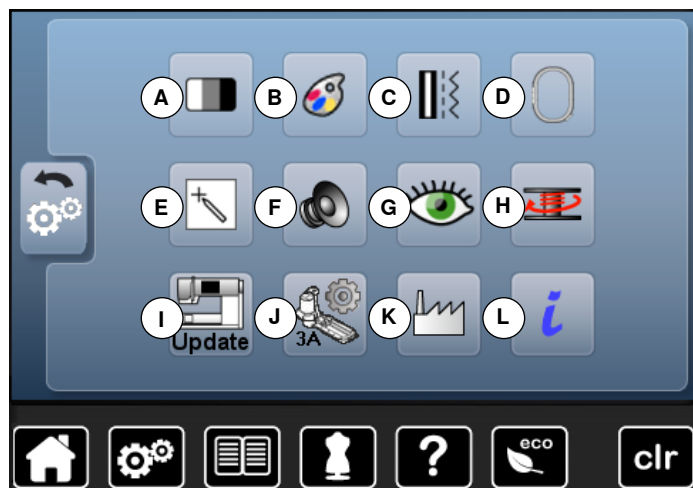 A B C D
E F G H
I J K L
Update 3A i
? eco clr